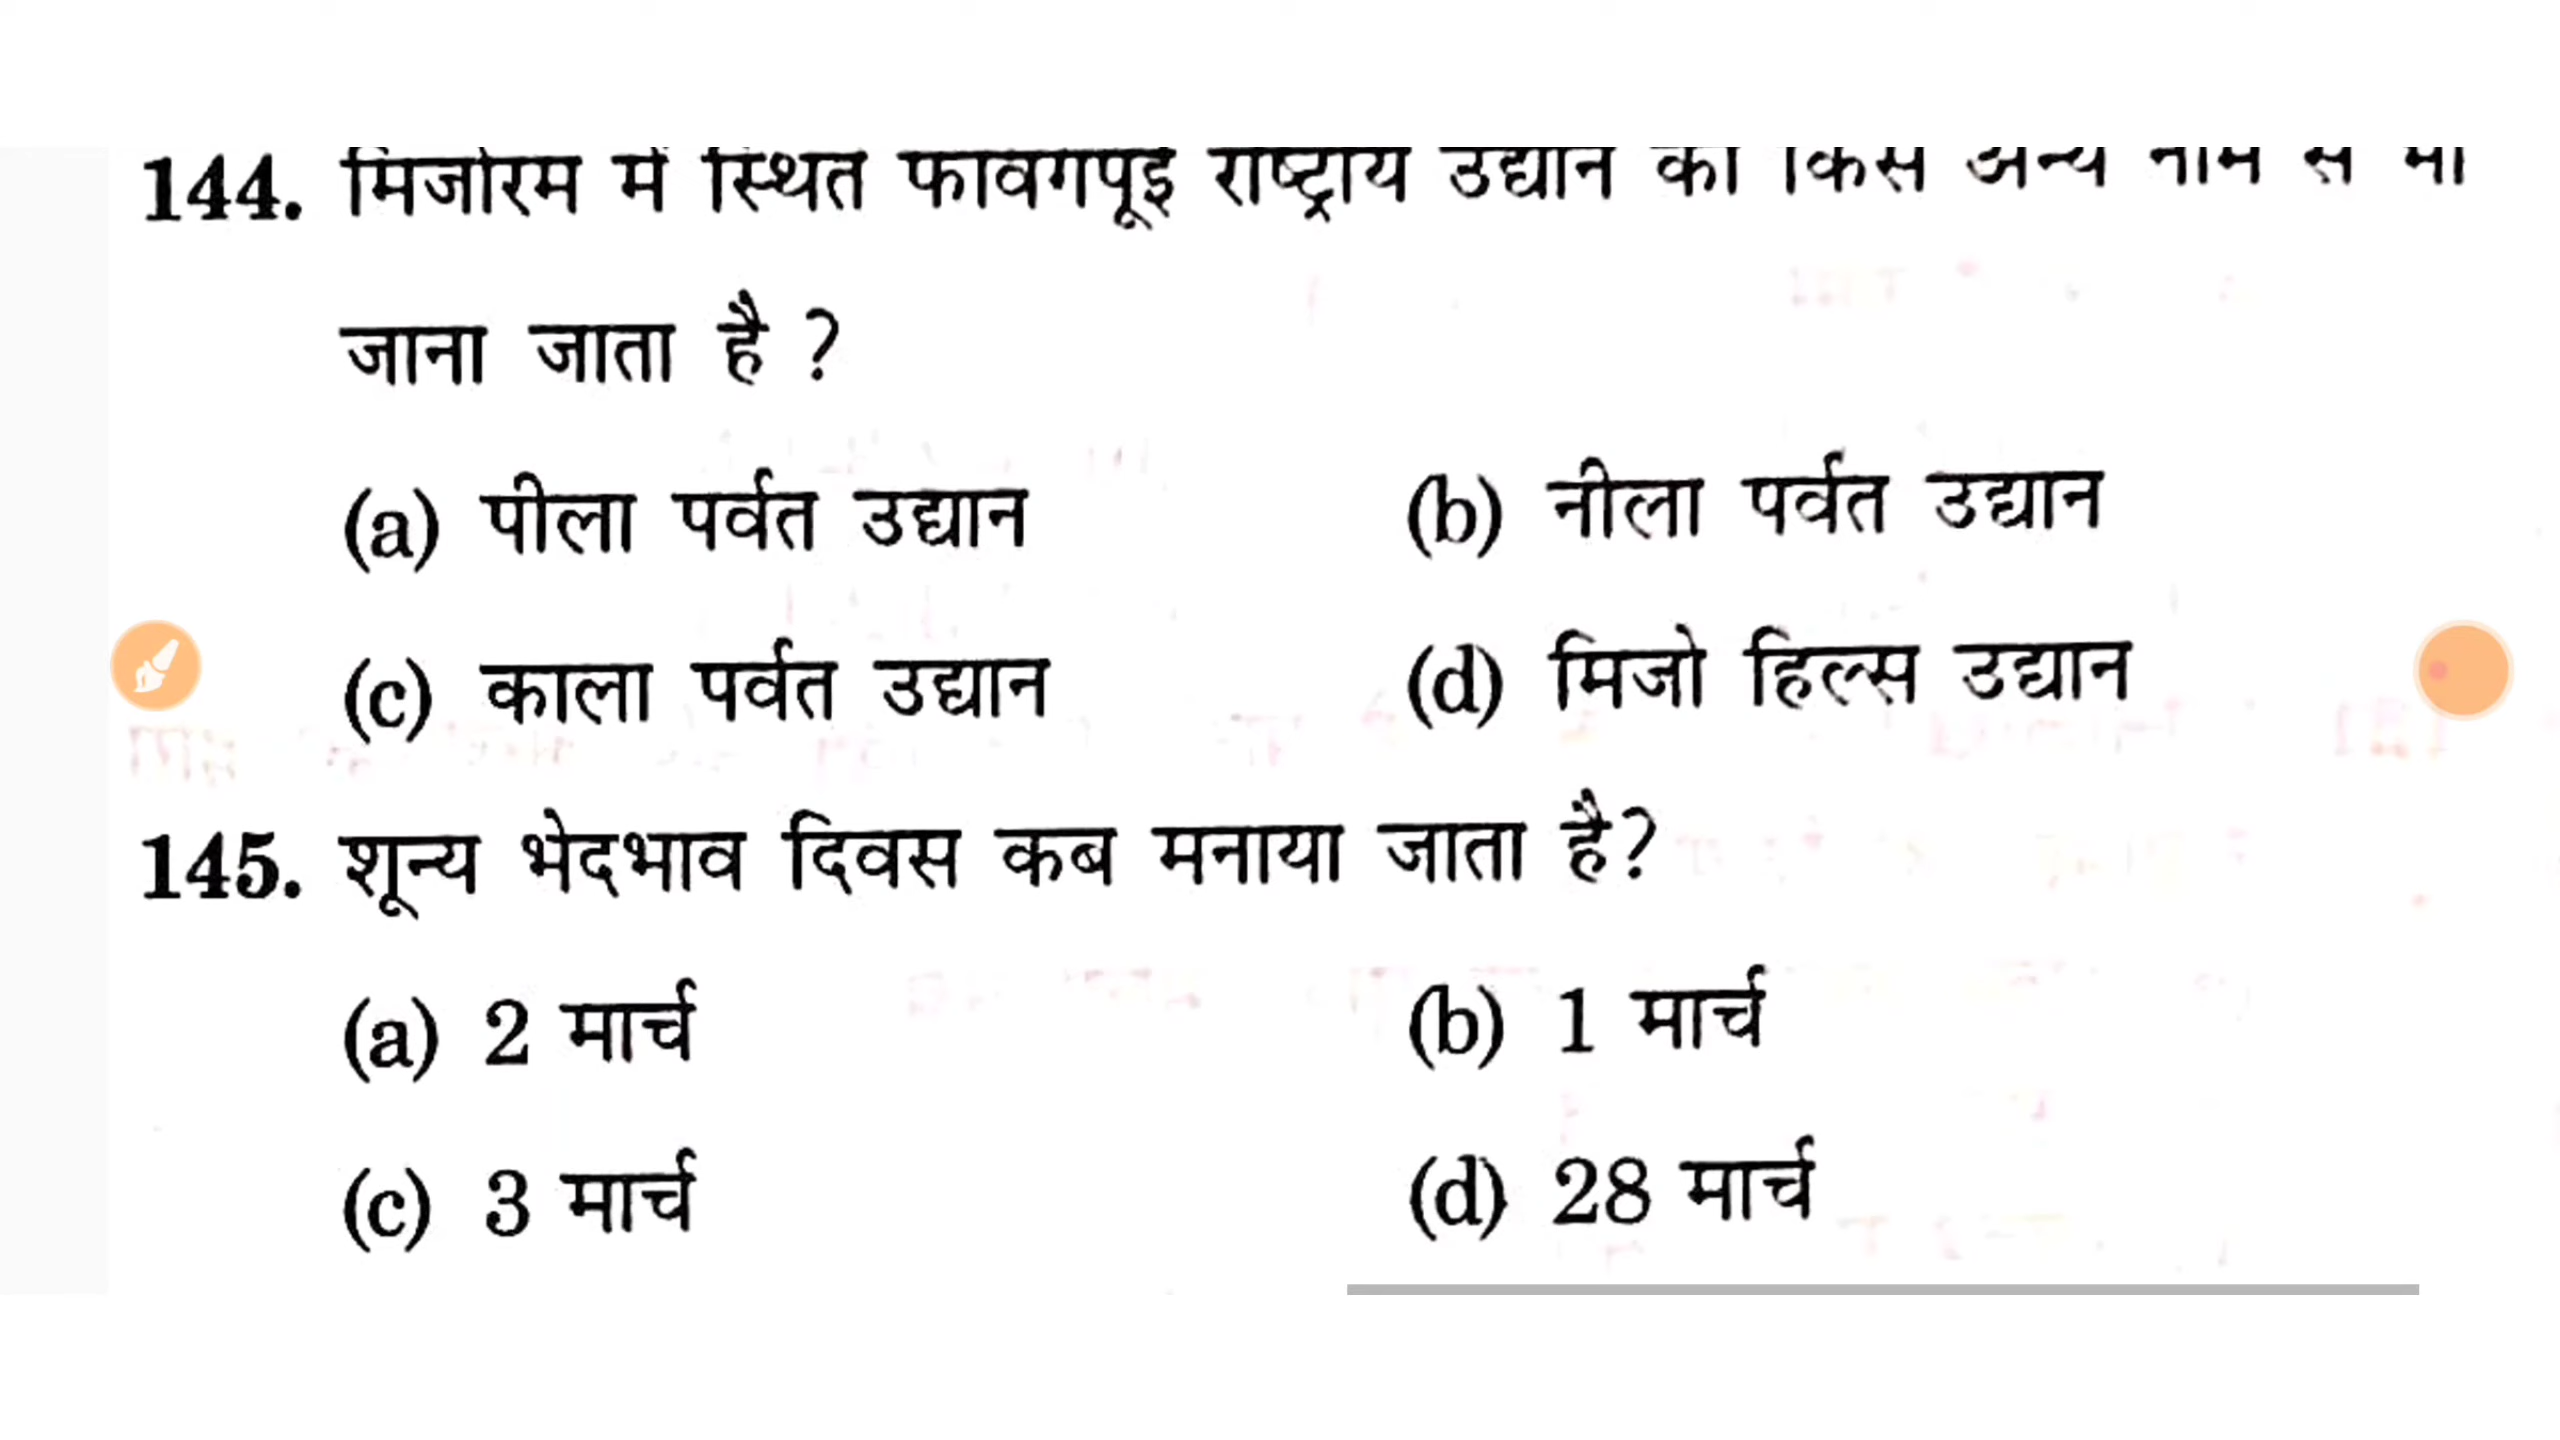 144. मिजोरम में स्थित फावंगपूइ राष्ट्रीय उद्यान को किस अन्य नाम से भी
जाना जाता है ?
(a) पीला पर्वत उद्यान (b) नीला पर्वत उद्यान
(c) काला पर्वत उद्यान (d) मिजो हिल्स उद्यान
145. शून्य भेदभाव दिवस कब मनाया जाता है?
(a) 2 मार्च (b) 1 मार्च
(c) 3 मार्च (d) 28 मार्च